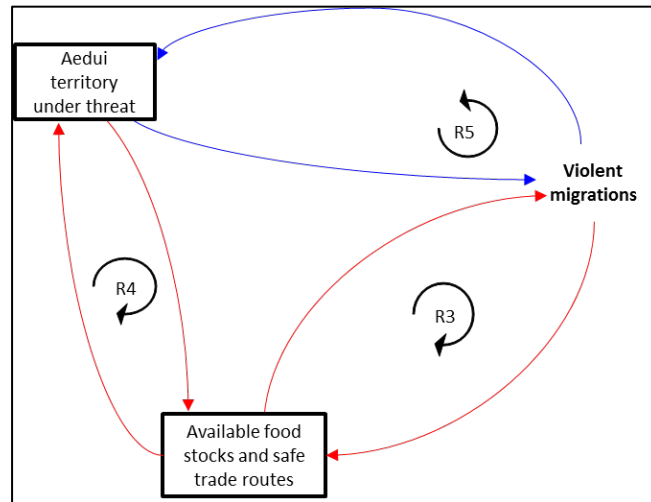 Aedui
territory
under threat
R5
Violent
migrations
R4
R3
Available food
stocks and safe
trade routes